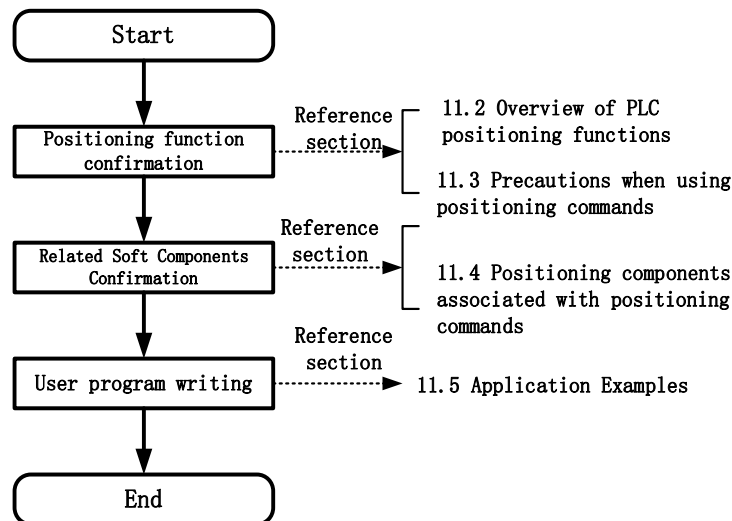 Start
Reference
section
11.2 Overview of PLC
positioning functions
Positioning function
confirmation
11.3 Precautions when using
positioning commands
Reference
section
Related Soft Components
Confirmation
11.4 Positioning components
associated with positioning
commands
Reference
section
User program writing
11.5 Application Examples
End